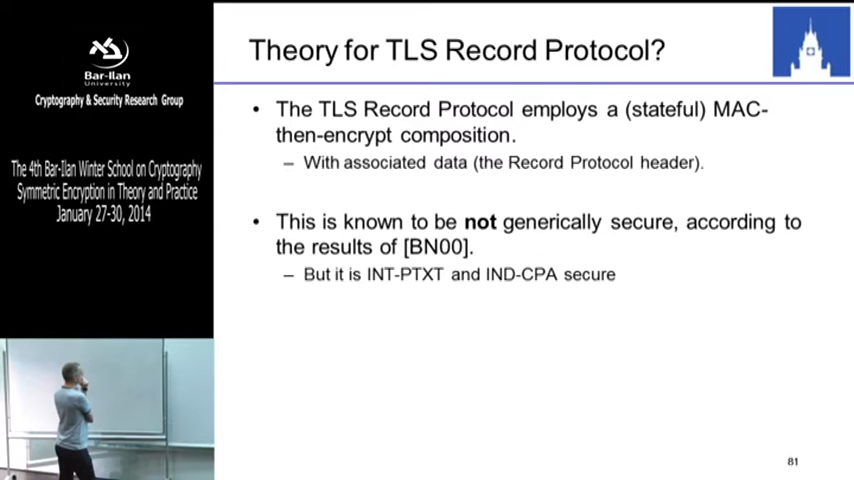 Bar-Ilan
University
Cryptography & Security Research Group
The 4th Bar-Ilan Winter School on Cryptography
Symmetric Encryption in Theory and Practice
January 27-30, 2014
Theory for TLS Record Protocol?
• The TLS Record Protocol employs a (stateful) MAC-
then-encrypt composition.
– With associated data (the Record Protocol header).
• This is known to be not generically secure, according to
the results of [BN00].
– But it is INT-PTXT and IND-CPA secure
81